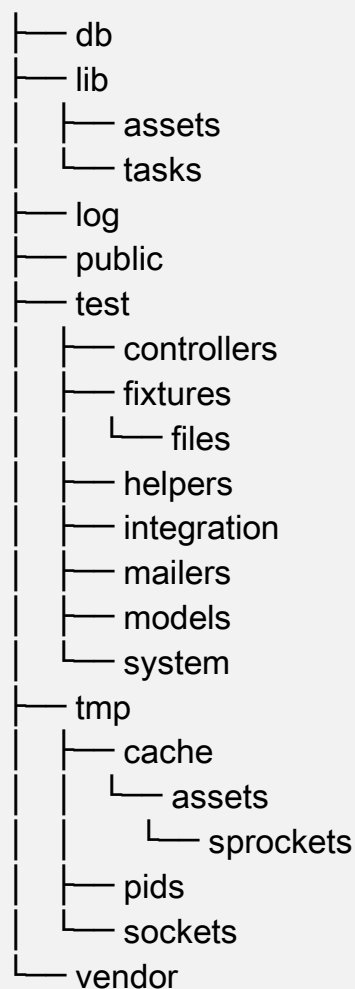 ├── db
├── lib
│   ├── assets
│   └── tasks
├── log
├── public
├── test
│   ├── controllers
│   ├── fixtures
│   │   └── files
│   ├── helpers
│   ├── integration
│   ├── mailers
│   ├── models
│   └── system
├── tmp
│   ├── cache
│   │   └── assets
│   │       └── sprockets
│   ├── pids
│   └── sockets
└── vendor